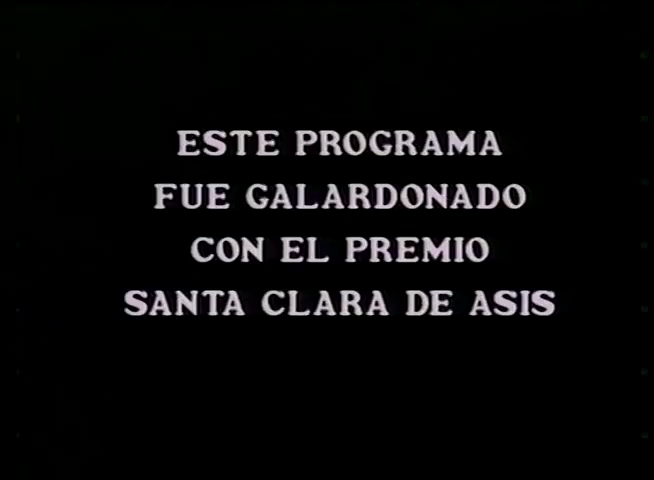 ESTE PROGRAMA
FUE GALARDONADO
CON EL PREMIO
SANTA CLARA DE ASIS